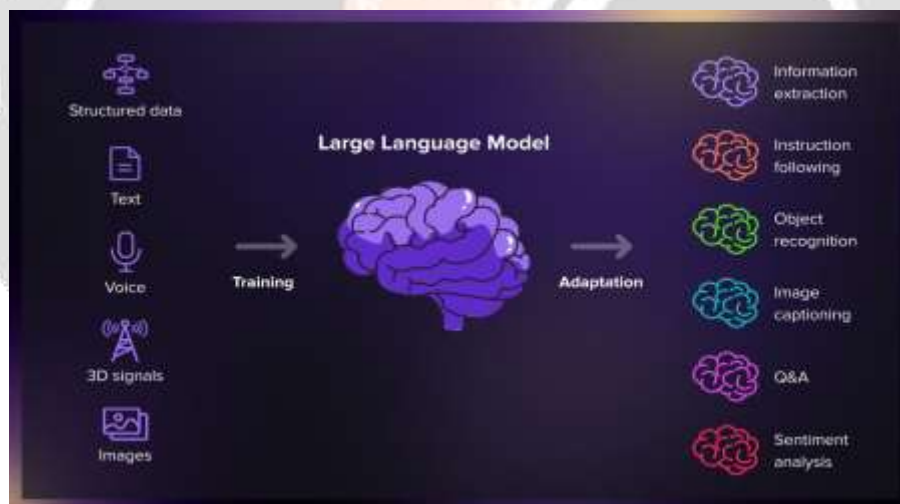 Structured data
Text
Voice
3D signals
Images
Large Language Model
Training
Adaptation
Information
extraction
Instruction
following
Object
recognition
Image
captioning
Q&A
Sentiment
analysis